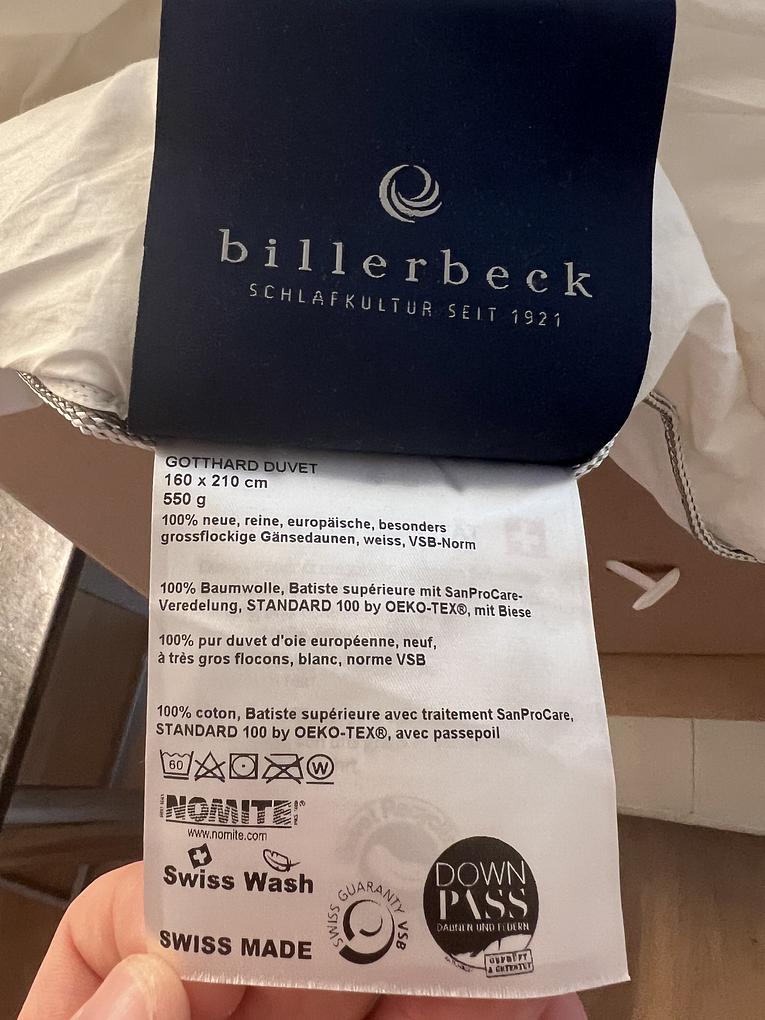 billerbeck
SCHLAFKULTUR SEIT 1921
GOTTHARD DUVET
160 x 210 cm
550 g
100% neue, reine, europäische, besonders
grossflockige Gänsedaunen, weiss, VSB-Norm
100% Baumwolle, Batiste supérieure mit SanProCare-
Veredelung, STANDARD 100 by OEKO-TEX®, mit Biese
100% pur duvet d'oie européenne, neuf,
à très gros flocons, blanc, norme VSB
100% coton, Batiste supérieure avec traitement SanProCare,
STANDARD 100 by OEKO-TEX®, avec passepoil
60 W
NOMITE®
www.nomite.com
Swiss Wash
SWISS MADE
SWISS GUARANTY VSB
DOWN
PASS
DAUNEN UND FEDERN
GEPRÜFT
& GETESTET